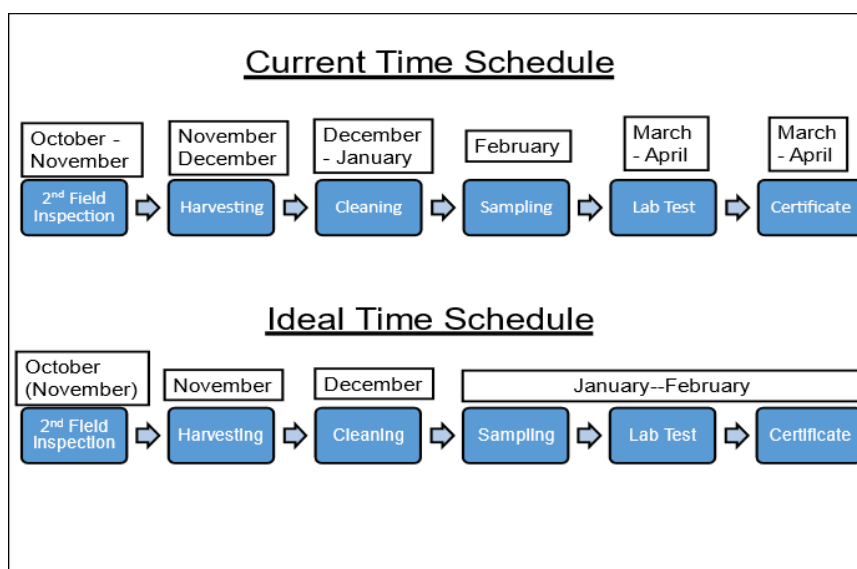 Current Time Schedule
October -
November
November
December
December
- January
February
March
- April
March
- April
2nd Field
Inspection
Harvesting
Cleaning
Sampling
Lab Test
Certificate
Ideal Time Schedule
October
(November)
November
December
January--February
2nd Field
Inspection
Harvesting
Cleaning
Sampling
Lab Test
Certificate